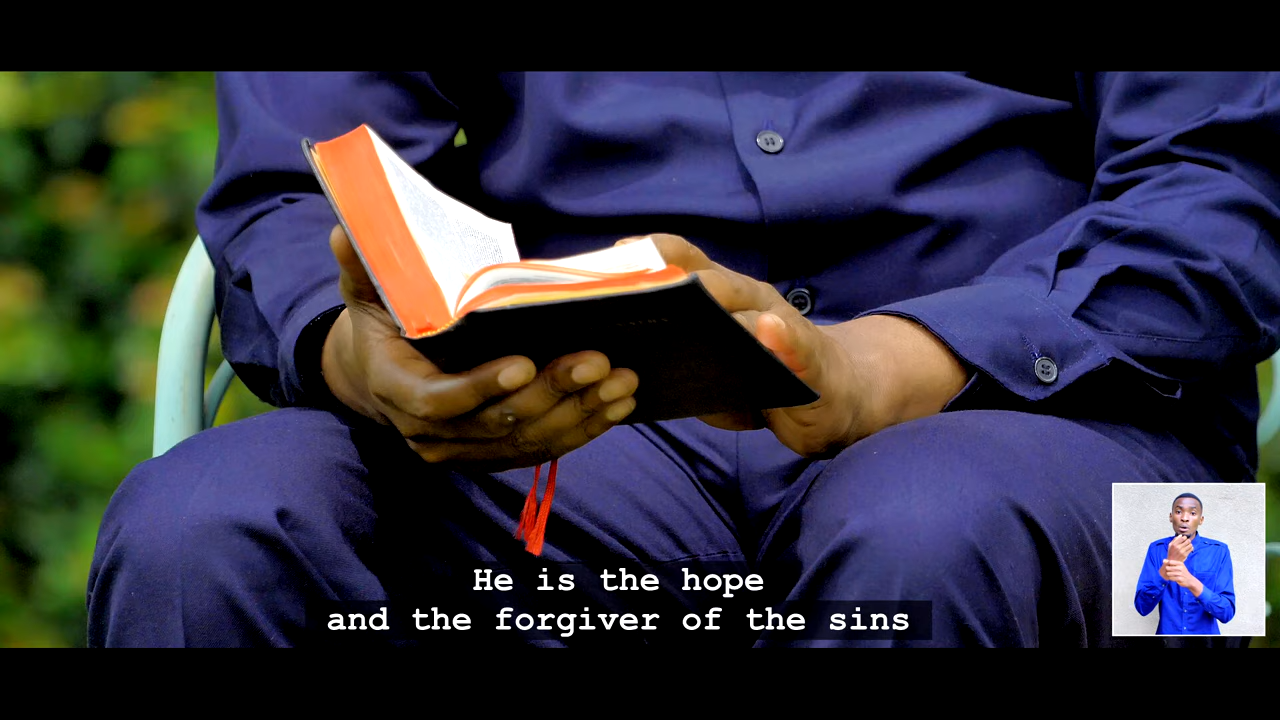 He is the hope
and the forgiver of the sins